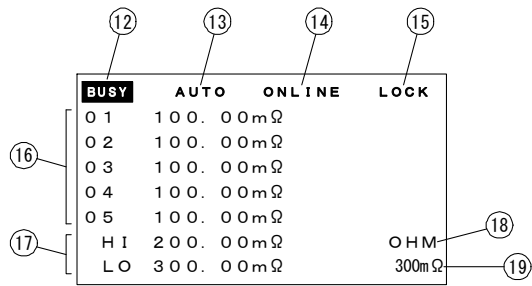 ⑫ ⑬ ⑭ ⑮
BUSY AUTO ONLINE LOCK
01 100.00mΩ
02 100.00mΩ
⑯ 03 100.00mΩ
04 100.00mΩ
05 100.00mΩ
⑰ HI 200.00mΩ OHM ⑱
LO 300.00mΩ 300mΩ ⑲